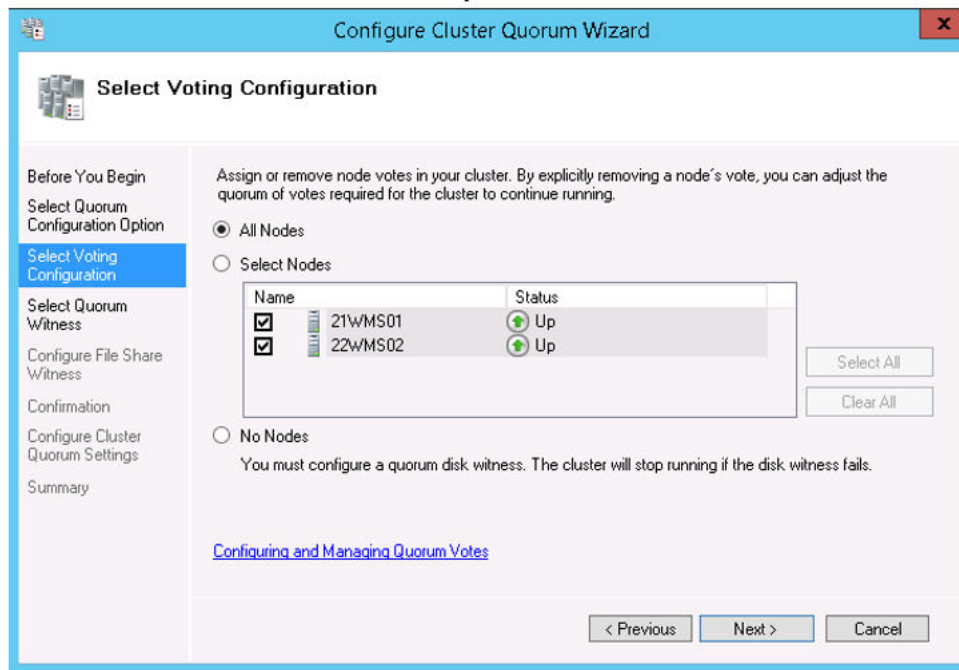 Configure Cluster Quorum Wizard
x
Select Voting Configuration
Before You Begin
Select Quorum
Configuration Option
Select Voting
Configuration
Select Quorum
Witness
Configure File Share
Witness
Confirmation
Configure Cluster
Quorum Settings
Summary
Assign or remove node votes in your cluster. By explicitly removing a node's vote, you can adjust the
quorum of votes required for the cluster to continue running.
All Nodes
Select Nodes
Name Status
21WMS01 Up
22WMS02 Up
Select All
Clear All
No Nodes
You must configure a quorum disk witness. The cluster will stop running if the disk witness fails.
Configuring and Managing Quorum Votes
< Previous Next > Cancel